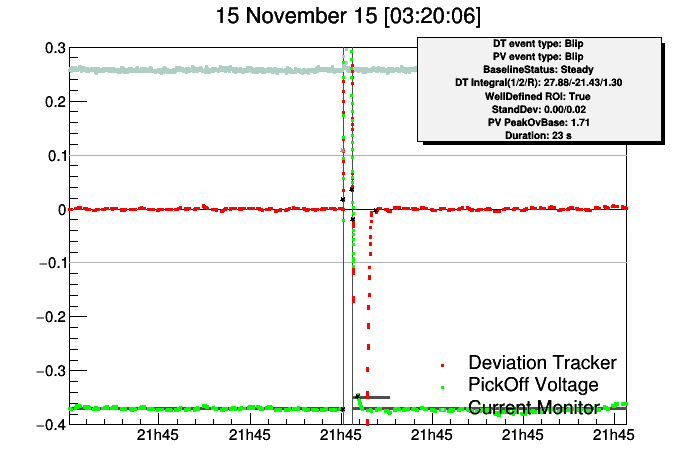 15 November 15 [03:20:06]
DT event type: Blip
PV event type: Blip
BaselineStatus: Steady
DT Integral(1/2/R): 27.88/-21.43/1.30
WellDefined ROI: True
StandDev: 0.00/0.02
PV PeakOvBase: 1.71
Duration: 23 s
0.3
0.2
0.1
0
−0.1
−0.2
−0.3
−0.4
Deviation Tracker
PickOff Voltage
Current Monitor
21h45 21h45 21h45 21h45 21h45 21h45